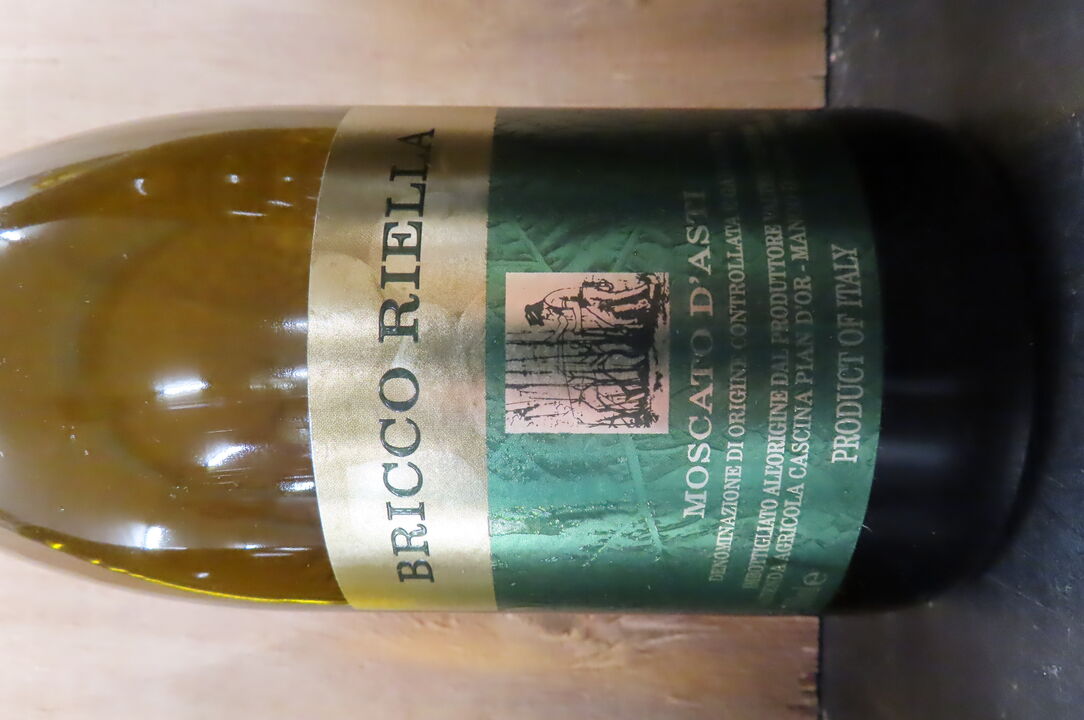 BRICCO RIELLA
MOSCATO D'ASTI
DENOMINAZIONE DI ORIGINE CONTROLLATA E
IMBOTTIGLIATO ALL'ORIGINE DAL PRODUTTORE
AZIENDA AGRICOLA CASCINA PIAN D'OR - MAN
PRODUCT OF ITALY
e